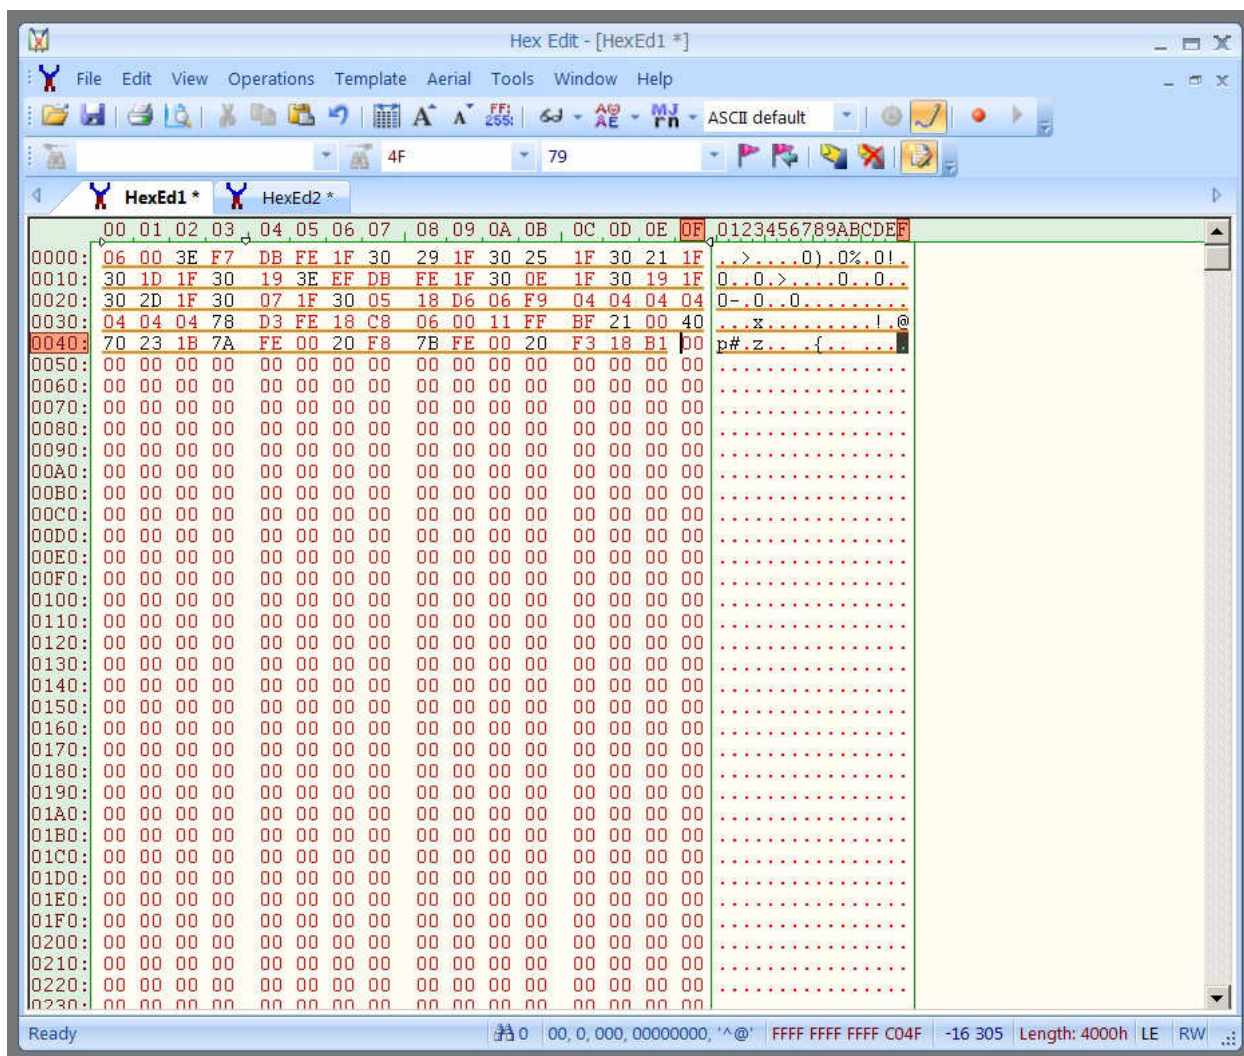 Hex Edit - [HexEd1 *]
File Edit View Operations Template Aerial Tools Window Help
FF: 255: ASCII default
4F 79
HexEd1 * HexEd2 *
00 01 02 03 04 05 06 07 08 09 0A 0B 0C 0D 0E 0F 0123456789ABCDEF
0000: 06 00 3E F7 DB FE 1F 30 29 1F 30 25 1F 30 21 1F ..>....0).0%.0!.
0010: 30 1D 1F 30 19 3E EF DB FE 1F 30 0E 1F 30 19 1F 0..0.>....0..0..
0020: 30 2D 1F 30 07 1F 30 05 18 D6 06 F9 04 04 04 04 0-.0..0.........
0030: 04 04 04 78 D3 FE 18 C8 06 00 11 FF BF 21 00 40 ...x.........!.@
0040: 70 23 1B 7A FE 00 20 F8 7B FE 00 20 F3 18 B1 00 p#.z.. .{.. ....
0050: 00 00 00 00 00 00 00 00 00 00 00 00 00 00 00 00 ................
0060: 00 00 00 00 00 00 00 00 00 00 00 00 00 00 00 00 ................
0070: 00 00 00 00 00 00 00 00 00 00 00 00 00 00 00 00 ................
0080: 00 00 00 00 00 00 00 00 00 00 00 00 00 00 00 00 ................
0090: 00 00 00 00 00 00 00 00 00 00 00 00 00 00 00 00 ................
00A0: 00 00 00 00 00 00 00 00 00 00 00 00 00 00 00 00 ................
00B0: 00 00 00 00 00 00 00 00 00 00 00 00 00 00 00 00 ................
00C0: 00 00 00 00 00 00 00 00 00 00 00 00 00 00 00 00 ................
00D0: 00 00 00 00 00 00 00 00 00 00 00 00 00 00 00 00 ................
00E0: 00 00 00 00 00 00 00 00 00 00 00 00 00 00 00 00 ................
00F0: 00 00 00 00 00 00 00 00 00 00 00 00 00 00 00 00 ................
0100: 00 00 00 00 00 00 00 00 00 00 00 00 00 00 00 00 ................
0110: 00 00 00 00 00 00 00 00 00 00 00 00 00 00 00 00 ................
0120: 00 00 00 00 00 00 00 00 00 00 00 00 00 00 00 00 ................
0130: 00 00 00 00 00 00 00 00 00 00 00 00 00 00 00 00 ................
0140: 00 00 00 00 00 00 00 00 00 00 00 00 00 00 00 00 ................
0150: 00 00 00 00 00 00 00 00 00 00 00 00 00 00 00 00 ................
0160: 00 00 00 00 00 00 00 00 00 00 00 00 00 00 00 00 ................
0170: 00 00 00 00 00 00 00 00 00 00 00 00 00 00 00 00 ................
0180: 00 00 00 00 00 00 00 00 00 00 00 00 00 00 00 00 ................
0190: 00 00 00 00 00 00 00 00 00 00 00 00 00 00 00 00 ................
01A0: 00 00 00 00 00 00 00 00 00 00 00 00 00 00 00 00 ................
01B0: 00 00 00 00 00 00 00 00 00 00 00 00 00 00 00 00 ................
01C0: 00 00 00 00 00 00 00 00 00 00 00 00 00 00 00 00 ................
01D0: 00 00 00 00 00 00 00 00 00 00 00 00 00 00 00 00 ................
01E0: 00 00 00 00 00 00 00 00 00 00 00 00 00 00 00 00 ................
01F0: 00 00 00 00 00 00 00 00 00 00 00 00 00 00 00 00 ................
0200: 00 00 00 00 00 00 00 00 00 00 00 00 00 00 00 00 ................
0210: 00 00 00 00 00 00 00 00 00 00 00 00 00 00 00 00 ................
0220: 00 00 00 00 00 00 00 00 00 00 00 00 00 00 00 00 ................
0230: 00 00 00 00 00 00 00 00 00 00 00 00 00 00 00 00
Ready 0 00, 0, 000, 00000000, '^@' FFFF FFFF FFFF C04F -16 305 Length: 4000h LE RW